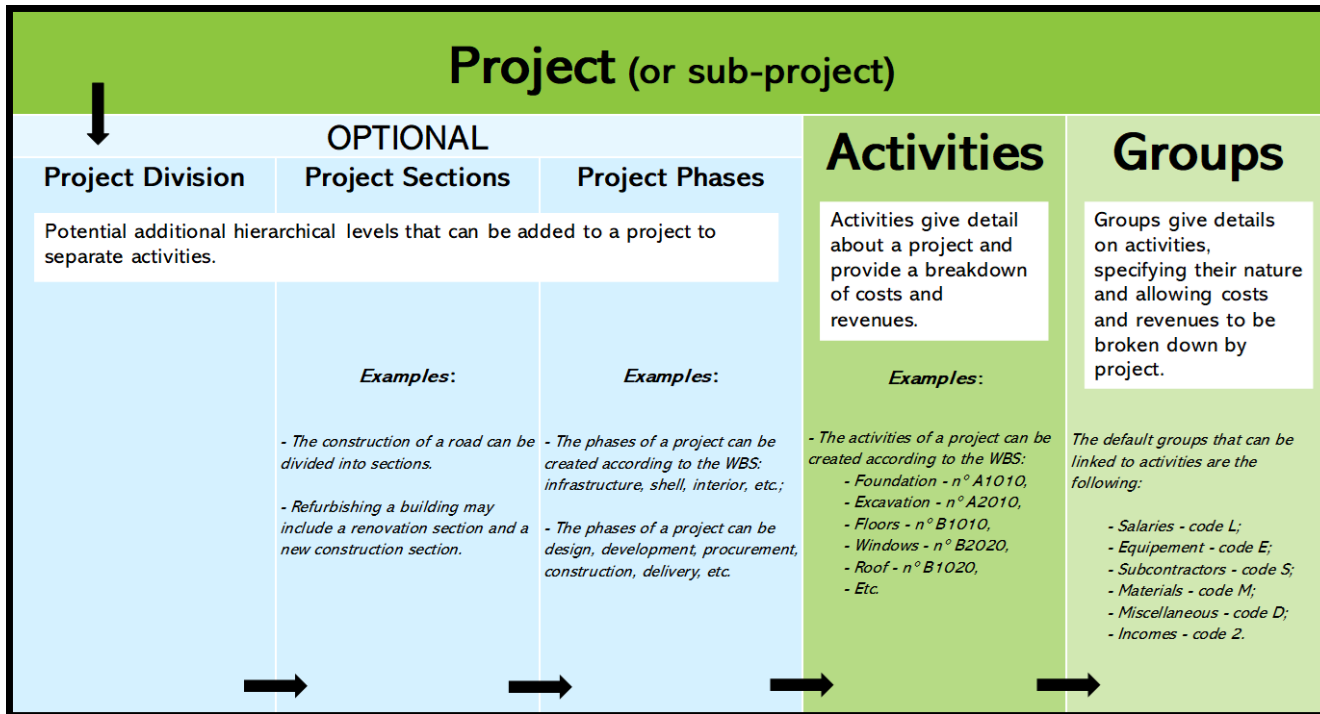 Project (or sub-project)
OPTIONAL
Project Division
Project Sections
Project Phases
Potential additional hierarchical levels that can be added to a project to
separate activities.
Examples:
- The construction of a road can be
divided into sections.
- Refurbishing a building may
include a renovation section and a
new construction section.
Examples:
- The phases of a project can be
created according to the WBS:
infrastructure, shell, interior, etc.;
- The phases of a project can be
design, development, procurement,
construction, delivery, etc.
Activities
Activities give detail
about a project and
provide a breakdown
of costs and
revenues.
Examples:
- The activities of a project can be
created according to the WBS:
- Foundation - n° A1010,
- Excavation - n° A2010,
- Floors - n° B1010,
- Windows - n° B2020,
- Roof - n° B1020,
- Etc.
Groups
Groups give details
on activities,
specifying their nature
and allowing costs
and revenues to be
broken down by
project.
The default groups that can be
linked to activities are the
following:
- Salaries - code L;
- Equipement - code E;
- Subcontractors - code S;
- Materials - code M;
- Miscellaneous - code D;
- Incomes - code 2.